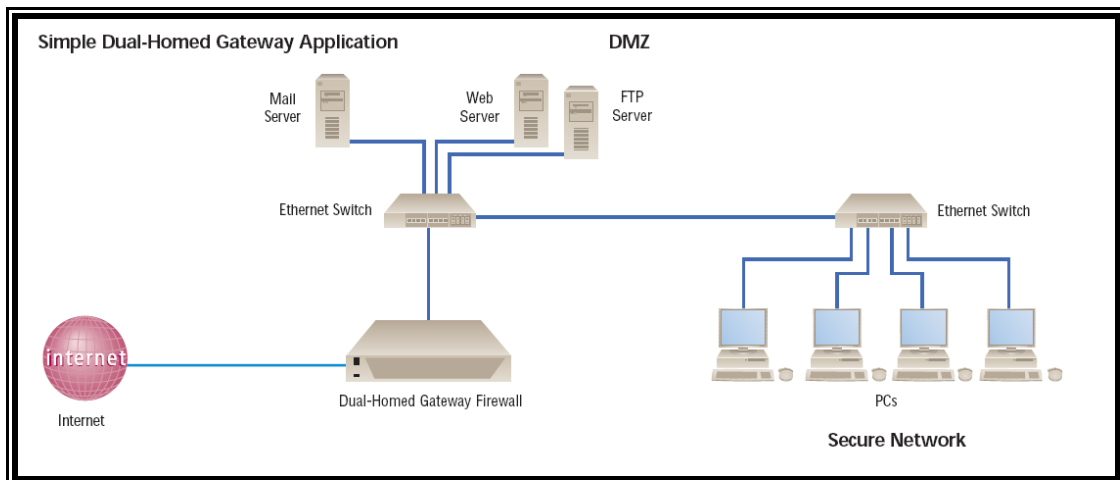 Simple Dual-Homed Gateway Application
DMZ
Mail
Server
Web
Server
FTP
Server
Ethernet Switch
Ethernet Switch
internet
Internet
Dual-Homed Gateway Firewall
PCs
Secure Network